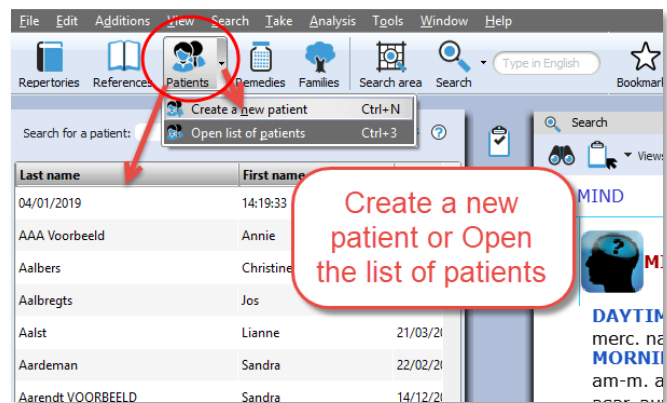 File Edit Additions View Search Take Analysis Tools Window Help
Repertories References Patients Remedies Families Search area Search Type in English Bookmar
Create a new patient Ctrl+N
Open list of patients Ctrl+3
Search for a patient:
Search
Views
Last name First name
04/01/2019 14:19:33
AAA Voorbeeld Annie
Aalbers Christine
Aalbregts Jos
Aalst Lianne 21/03/20
Aardeman Sandra 22/02/20
Aarendt VOORBEELD Sandra 14/12/20
Create a new
patient or Open
the list of patients
MIND
DAYTIM
merc. na
MORNI
am-m. a